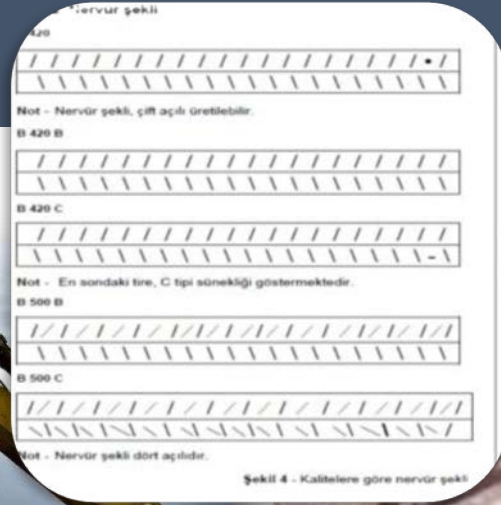 Nervür şekli
420
Not - Nervür şekli, çift açılı üretilebilir.
B 420 B
B 420 C
Not - En sondaki tire, C tipi sünekliği göstermektedir.
B 500 B
B 500 C
Not - Nervür şekli dört açılıdır.
Şekil 4 - Kalitelere göre nervür şekli